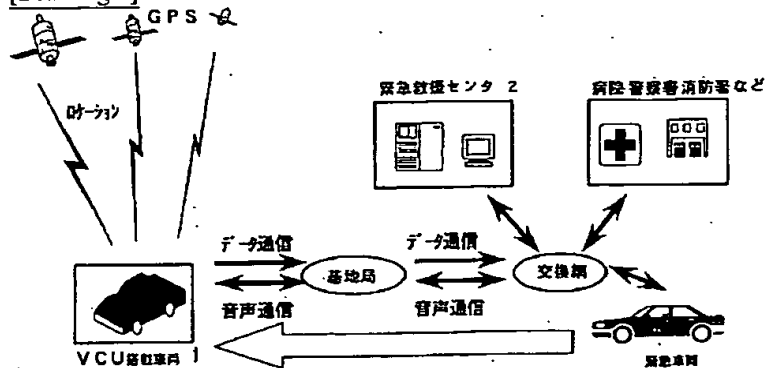 GPS
ロケーション
緊急救援センタ 2
病院警察署消防署など
データ通信
データ通信
基地局
交換網
音声通信
音声通信
VCU搭載車両 1
緊急車両